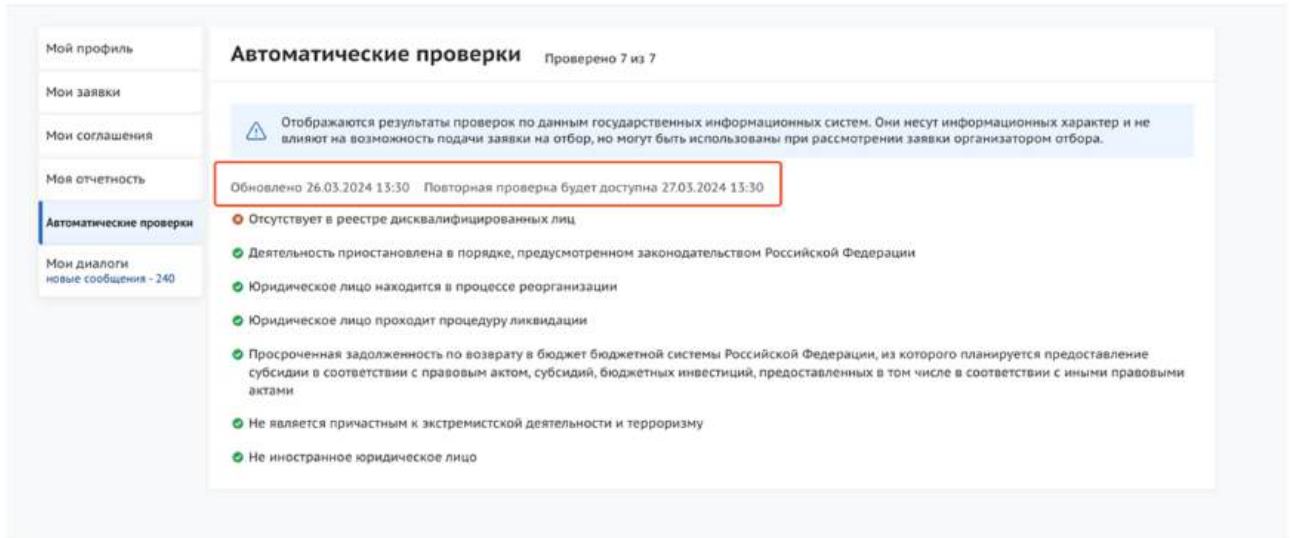 Мой профиль
Мои заявки
Мои соглашения
Моя отчетность
Автоматические проверки
Мои диалоги
новые сообщения - 240
Автоматические проверки Проверено 7 из 7
Отображаются результаты проверок по данным государственных информационных систем. Они несут информационных характер и не
влияют на возможность подачи заявки на отбор, но могут быть использованы при рассмотрении заявки организатором отбора.
Обновлено 26.03.2024 13:30 Повторная проверка будет доступна 27.03.2024 13:30
Отсутствует в реестре дисквалифицированных лиц
Деятельность приостановлена в порядке, предусмотренном законодательством Российской Федерации
Юридическое лицо находится в процессе реорганизации
Юридическое лицо проходит процедуру ликвидации
Просроченная задолженность по возврату в бюджет бюджетной системы Российской Федерации, из которого планируется предоставление
субсидии в соответствии с правовым актом, субсидий, бюджетных инвестиций, предоставленных в том числе в соответствии с иными правовыми
актами
Не является причастным к экстремистской деятельности и терроризму
Не иностранное юридическое лицо